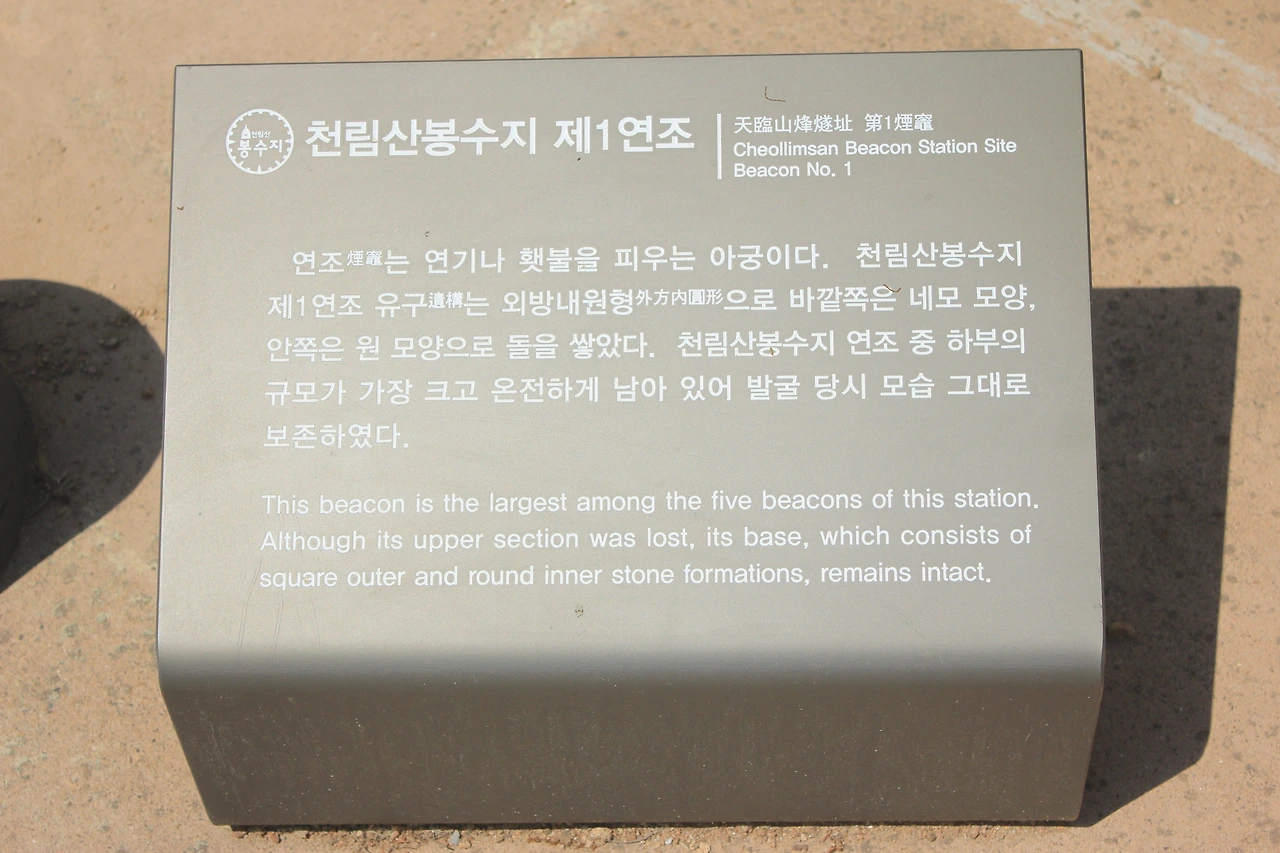 천림산
봉수지
천림산봉수지 제1연조
天臨山烽燧址 第1煙竈
Cheollimsan Beacon Station Site
Beacon No. 1
연조煙竈는 연기나 횃불을 피우는 아궁이다. 천림산봉수지
제1연조 유구遺構는 외방내원형外方內圓形으로 바깥쪽은 네모 모양,
안쪽은 원 모양으로 돌을 쌓았다. 천림산봉수지 연조 중 하부의
규모가 가장 크고 온전하게 남아 있어 발굴 당시 모습 그대로
보존하였다.
This beacon is the largest among the five beacons of this station.
Although its upper section was lost, its base, which consists of
square outer and round inner stone formations, remains intact.